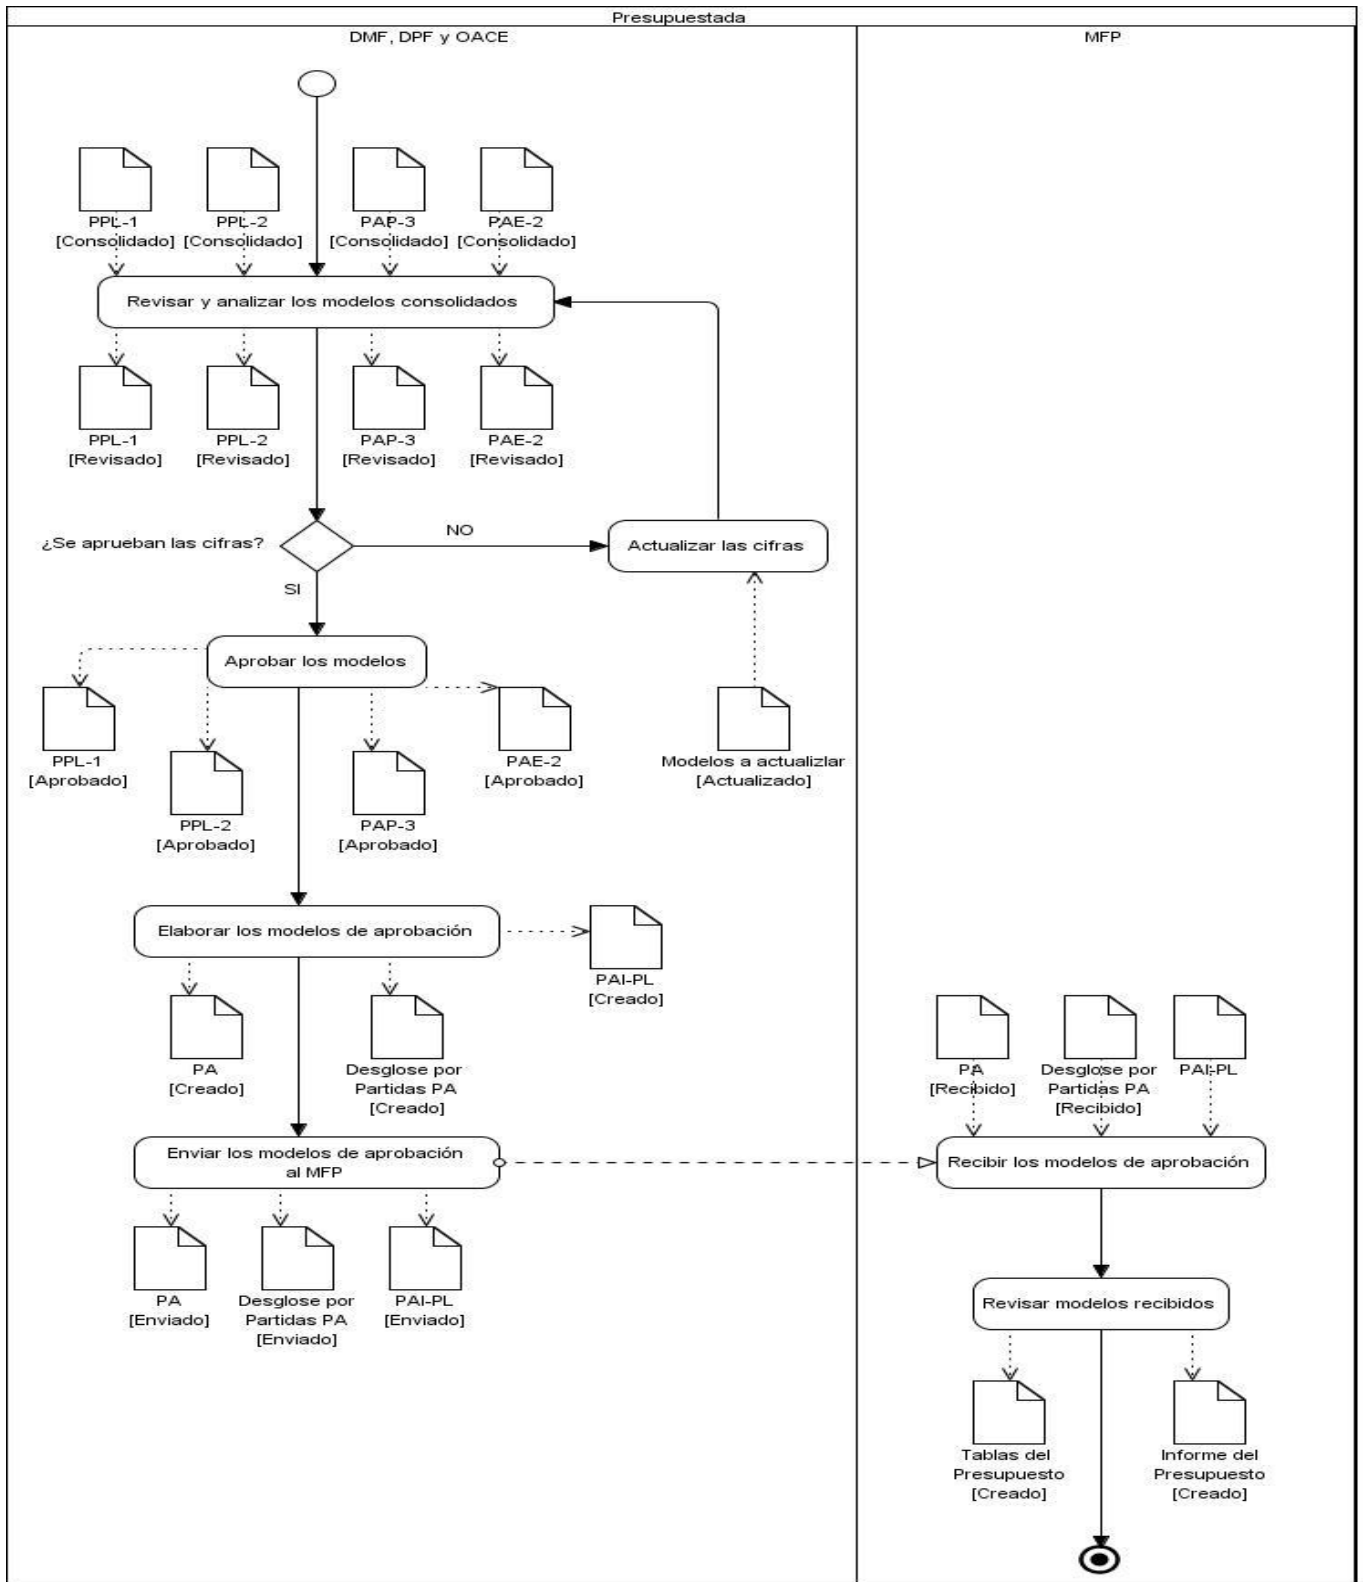 Presupuestada
DMF, DPF y OACE
MFP
PPL-1
[Consolidado]
PPL-2
[Consolidado]
PAP-3
[Consolidado]
PAE-2
[Consolidado]
Revisar y analizar los modelos consolidados
PPL-1
[Revisado]
PPL-2
[Revisado]
PAP-3
[Revisado]
PAE-2
[Revisado]
¿Se aprueban las cifras?
NO
Actualizar las cifras
SI
Aprobar los modelos
PPL-1
[Aprobado]
PPL-2
[Aprobado]
PAP-3
[Aprobado]
PAE-2
[Aprobado]
Modelos a actualizlar
[Actualizado]
Elaborar los modelos de aprobación
PAI-PL
[Creado]
PA
[Creado]
Desglose por
Partidas PA
[Creado]
PA
[Recibido]
Desglose por
Partidas PA
[Recibido]
PAI-PL
Enviar los modelos de aprobación
al MFP
Recibir los modelos de aprobación
PA
[Enviado]
Desglose por
Partidas PA
[Enviado]
PAI-PL
[Enviado]
Revisar modelos recibidos
Tablas del
Presupuesto
[Creado]
Informe del
Presupuesto
[Creado]